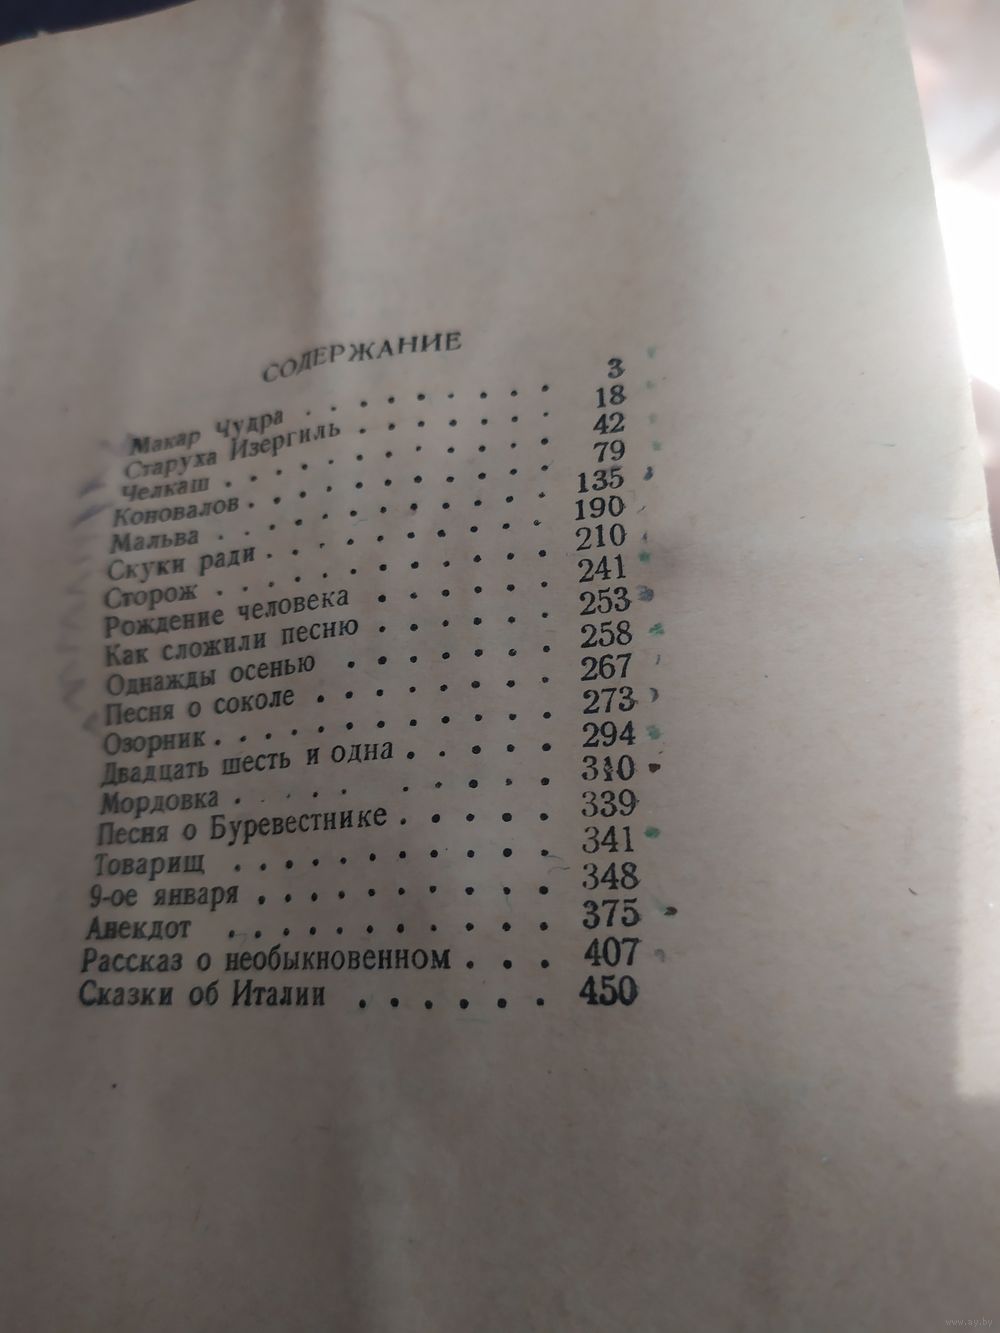 СОДЕРЖАНИЕ
Макар Чудра . . . . . . . . . . 3
Старуха Изергиль . . . . . . . 18
Челкаш . . . . . . . . . . . 42
Коновалов . . . . . . . . . . . 79
Мальва . . . . . . . . . . . 135
Скуки ради . . . . . . . . . . 190
Сторож . . . . . . . . . . . . 210
Рождение человека . . . . . . 241
Как сложили песню . . . . . . 253
Однажды осенью . . . . . . . 258
Песня о соколе . . . . . . . . 267
Озорник . . . . . . . . . . . 273
Двадцать шесть и одна . . . . . 294
Мордовка . . . . . . . . . 310
Песня о Буревестнике . . . . . 339
Товарищ . . . . . . . . . . . 341
9-ое января . . . . . . . . . . 348
Анекдот . . . . . . . . . . . 375
Рассказ о необыкновенном . . . 407
Сказки об Италии . . . . . . 450
www.ay.by